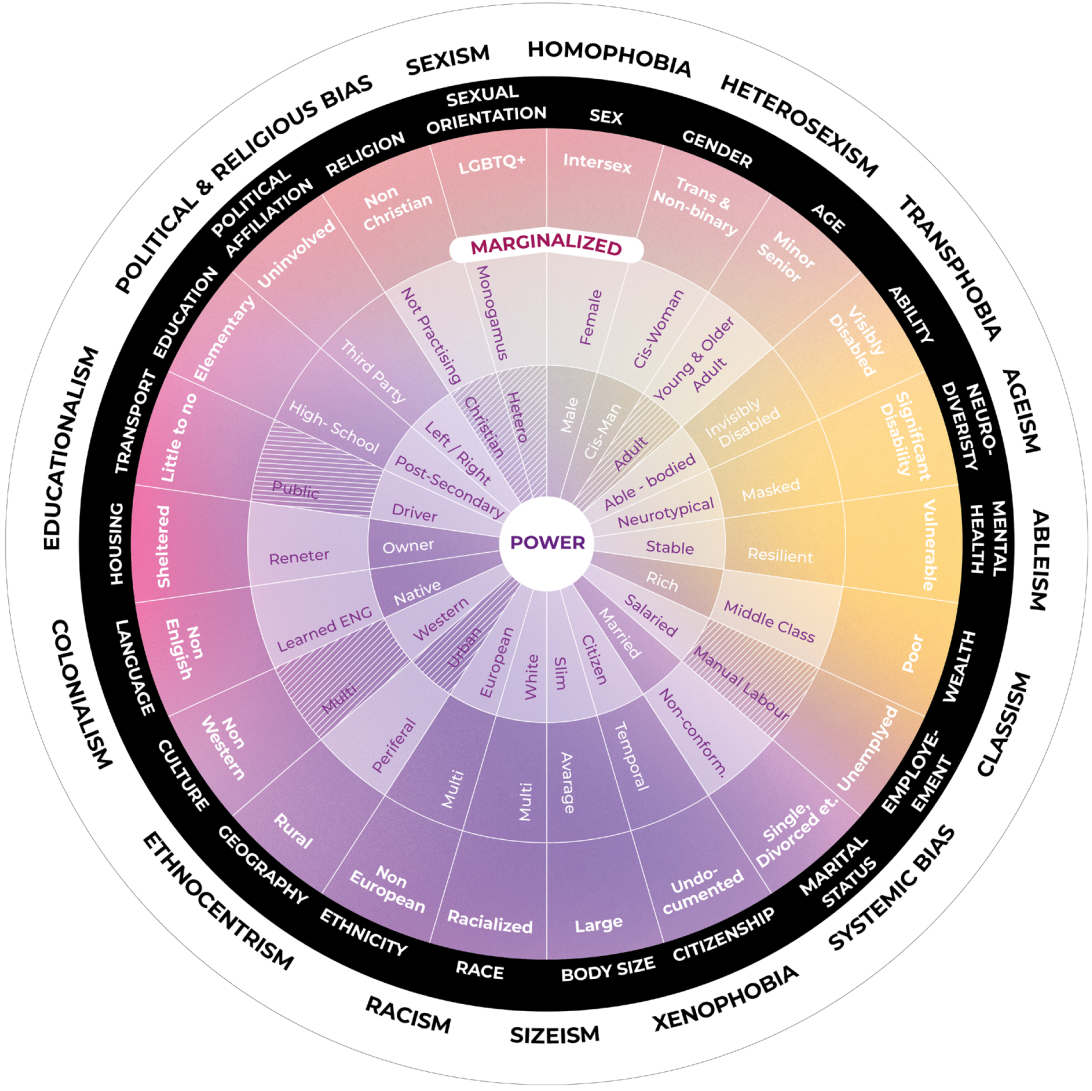 HOMOPHOBIA
HETEROSEXISM
TRANSPHOBIA
AGEISM
ABLEISM
CLASSISM
SYSTEMIC BIAS
XENOPHOBIA
SIZEISM
RACISM
ETHNOCENTRISM
COLONIALISM
EDUCATIONALISM
POLITICAL & RELIGIOUS BIAS
SEXISM
SEX
GENDER
AGE
ABILITY
NEURO-
DIVERISTY
MENTAL
HEALTH
WEALTH
EMPLOYE-
EMENT
MARITAL
STATUS
CITIZENSHIP
BODY SIZE
RACE
ETHNICITY
GEOGRAPHY
CULTURE
LANGUAGE
HOUSING
TRANSPORT
EDUCATION
POLITICAL
AFFILIATION
RELIGION
SEXUAL
ORIENTATION
Intersex
Trans &
Non-binary
Minor
Senior
Visibly
Disabled
Significant
Disability
Vulnerable
Poor
Unemplyed
Single,
Divorced et.
Undo-
cumented
Large
Racialized
Non
European
Rural
Non
Western
Non
Enlgish
Sheltered
Little to no
Elementary
Uninvolved
Non
Christian
LGBTQ+
MARGINALIZED
Female
Cis-Woman
Young & Older
Adult
Invisibly
Disabled
Masked
Resilient
Middle Class
Manual Labour
Non-conform.
Temporal
Avarage
Multi
Multi
Periferal
Multi
Learned ENG
Reneter
Public
High- School
Third Party
Not Practising
Monogamus
Male
Cis-Man
Adult
Able - bodied
Neurotypical
Stable
Rich
Salaried
Married
Citizen
Slim
White
European
Urban
Western
Native
Owner
Driver
Post-Secondary
Left / Right
Christian
Hetero
POWER